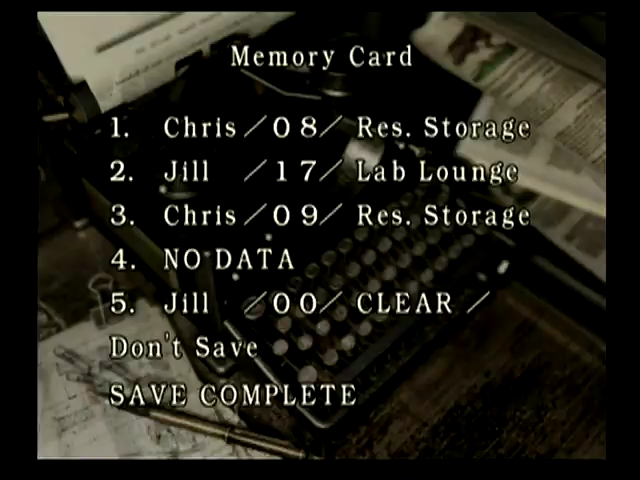 Memory Card
1. Chris／08／Res. Storage
2. Jill ／17／Lab Lounge
3. Chris／09／Res. Storage
4. NO DATA
5. Jill ／00／CLEAR ／
Don't Save
SAVE COMPLETE